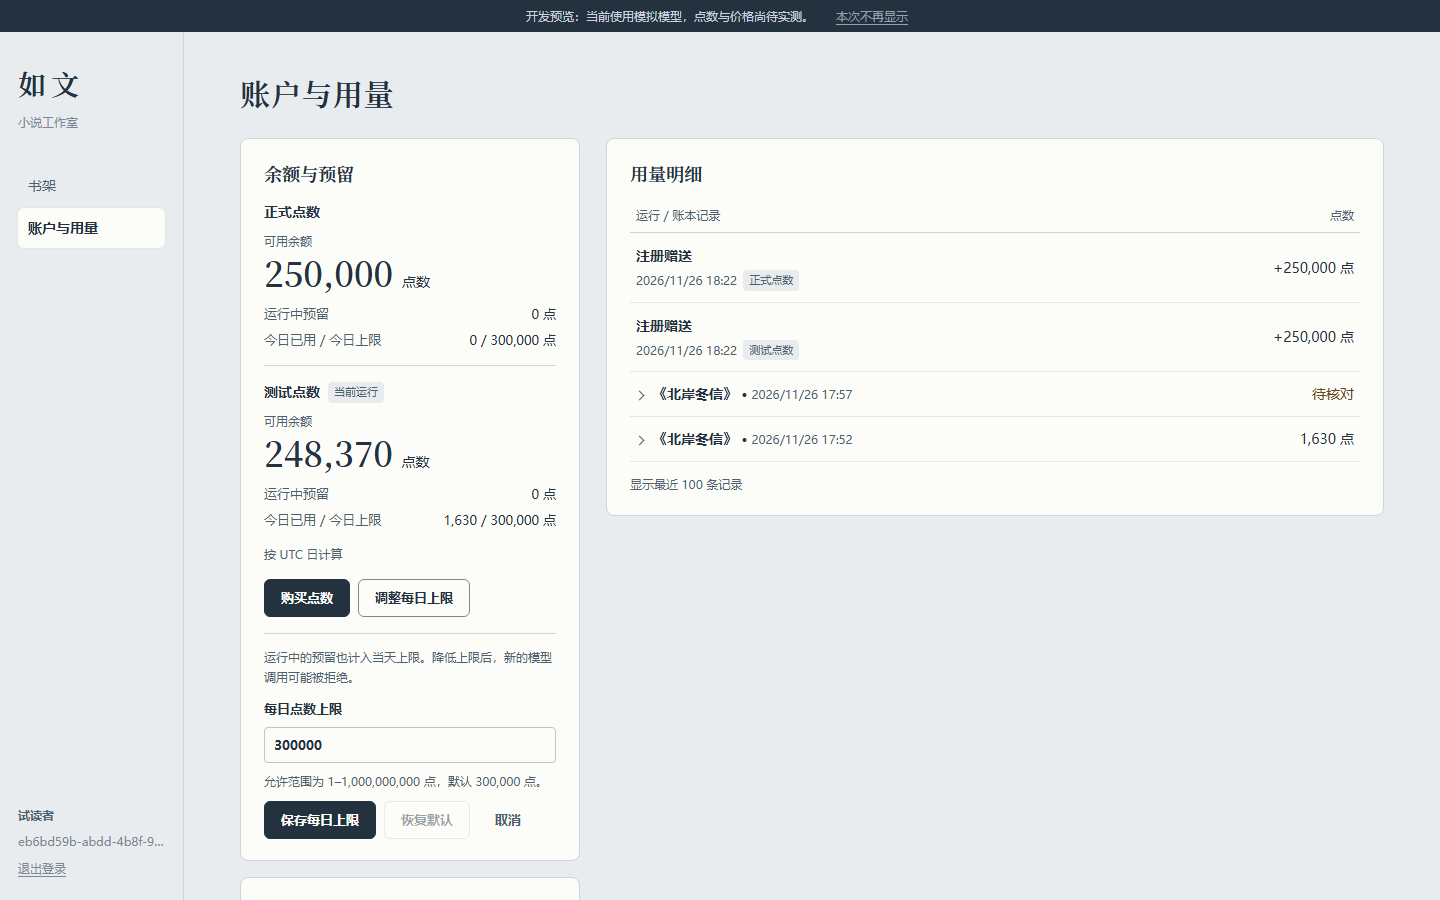 开发预览：当前使用模拟模型，点数与价格尚待实测。 本次不再显示
如文
小说工作室
书架
账户与用量
试读者
eb6bd59b-abdd-4b8f-9...
退出登录
账户与用量
余额与预留
正式点数
可用余额
250,000 点数
运行中预留 0 点
今日已用 / 今日上限 0 / 300,000 点
测试点数 当前运行
可用余额
248,370 点数
运行中预留 0 点
今日已用 / 今日上限 1,630 / 300,000 点
按 UTC 日计算
购买点数 调整每日上限
运行中的预留也计入当天上限。降低上限后，新的模型
调用可能被拒绝。
每日点数上限
300000
允许范围为 1–1,000,000,000 点，默认 300,000 点。
保存每日上限 恢复默认 取消
用量明细
运行 / 账本记录 点数
注册赠送
2026/11/26 18:22 正式点数 +250,000 点
注册赠送
2026/11/26 18:22 测试点数 +250,000 点
《北岸冬信》 • 2026/11/26 17:57 待核对
《北岸冬信》 • 2026/11/26 17:52 1,630 点
显示最近 100 条记录